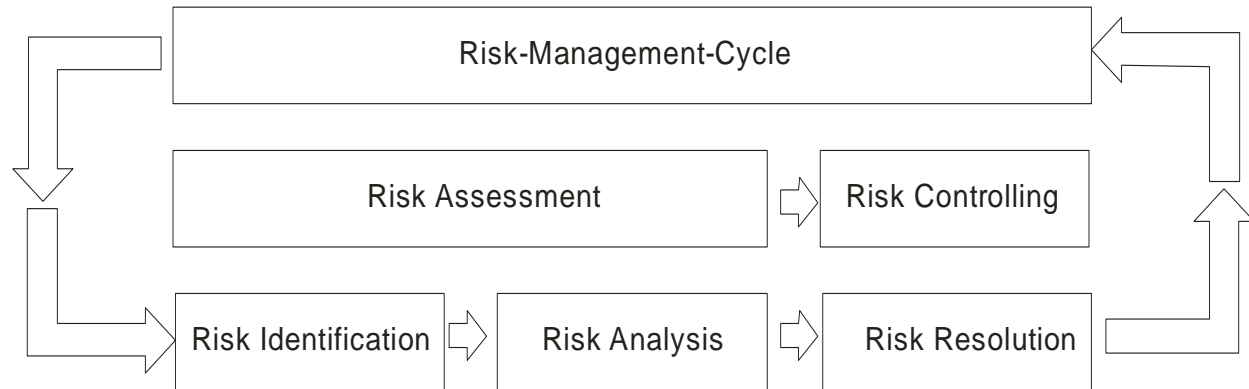 Risk-Management-Cycle
Risk Assessment
Risk Controlling
Risk Identification
Risk Analysis
Risk Resolution